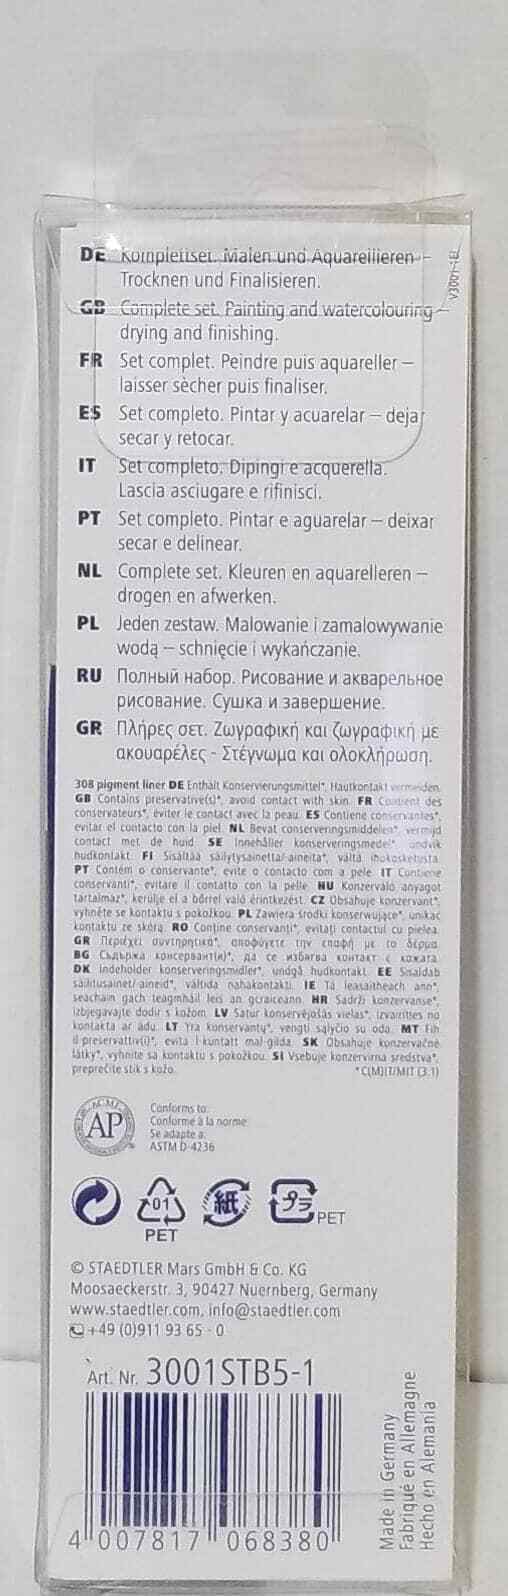 DE Komplettset. Malen und Aquarellieren –
Trocknen und Finalisieren.
GB Complete set. Painting and watercolouring –
drying and finishing.
FR Set complet. Peindre puis aquareller –
laisser sècher puis finaliser.
ES Set completo. Pintar y acuarelar – dejar
secar y retocar.
IT Set completo. Dipingi e acquerella.
Lascia asciugare e rifinisci.
PT Set completo. Pintar e aguarelar – deixar
secar e delinear.
NL Complete set. Kleuren en aquarelleren –
drogen en afwerken.
PL Jeden zestaw. Malowanie i zamalowywanie
wodą – schnięcie i wykańczanie.
RU Полный набор. Рисование и акварельное
рисование. Сушка и завершение.
GR Πλήρες σετ. Ζωγραφική και ζωγραφική με
ακουαρέλες - Στέγνωμα και ολοκλήρωση.
308 pigment liner DE Enthält Konservierungsmittel*, Hautkontakt vermeiden.
GB Contains preservative(s)*, avoid contact with skin. FR Contient des
conservateurs*, éviter le contact avec la peau. ES Contiene conservantes*,
evitar el contacto con la piel. NL Bevat conserveringsmiddelen*, vermijd
contact met de huid SE Innehåller konserveringsmedel*, undvik
hudkontakt. FI Sisältää säilytysainetta/-aineita*, vältä ihokosketusta.
PT Contém o conservante*, evite o contacto com a pele. IT Contiene
conservanti*, evitare il contatto con la pelle. HU Konzerváló anyagot
tartalmaz*, kerülje el a bőrrel való érintkezést. CZ Obsahuje konzervant*,
vyhněte se kontaktu s pokožkou. PL Zawiera środki konserwujące*, unikać
kontaktu ze skórą. RO Conține conservanți*, evitați contactul cu pielea.
GR Περιέχει συντηρητικά*, αποφύγετε την επαφή με το δέρμα.
BG Съдържа консервант(и)*, да се избягва контакт с кожата.
DK Indeholder konserveringsmidler*, undgå hudkontakt. EE Sisaldab
säilitusainet/-aineid*, vältida nahakontakti. IE Tá leasaitheach ann*,
seachain gach teagmháil leis an gcraiceann. HR Sadrži konzervanse*,
izbjegavajte dodir s kožom. LV Satur konservējošās vielas*, izvairīties no
kontakta ar ādu. LT Yra konservantų*, vengti sąlyčio su oda. MT Fih
il-preservattiv(i)*, evita l-kuntatt mal-ġilda. SK Obsahuje konzervačné
látky*, vyhnite sa kontaktu s pokožkou. SI Vsebuje konzervirna sredstva*,
preprečite stik s kožo. *C(M)IT/MIT (3:1)
ACMI
AP
Conforms to:
Conforme à la norme:
Se adapte a:
ASTM D-4236
01
PET
紙
プラ
PET
© STAEDTLER Mars GmbH & Co. KG
Moosaeckerstr. 3, 90427 Nuernberg, Germany
www.staedtler.com, info@staedtler.com
+49 (0)911 93 65 - 0
Art. Nr. 3001STB5-1
4 007817 068380
Made in Germany
Fabriqué en Allemagne
Hecho en Alemania